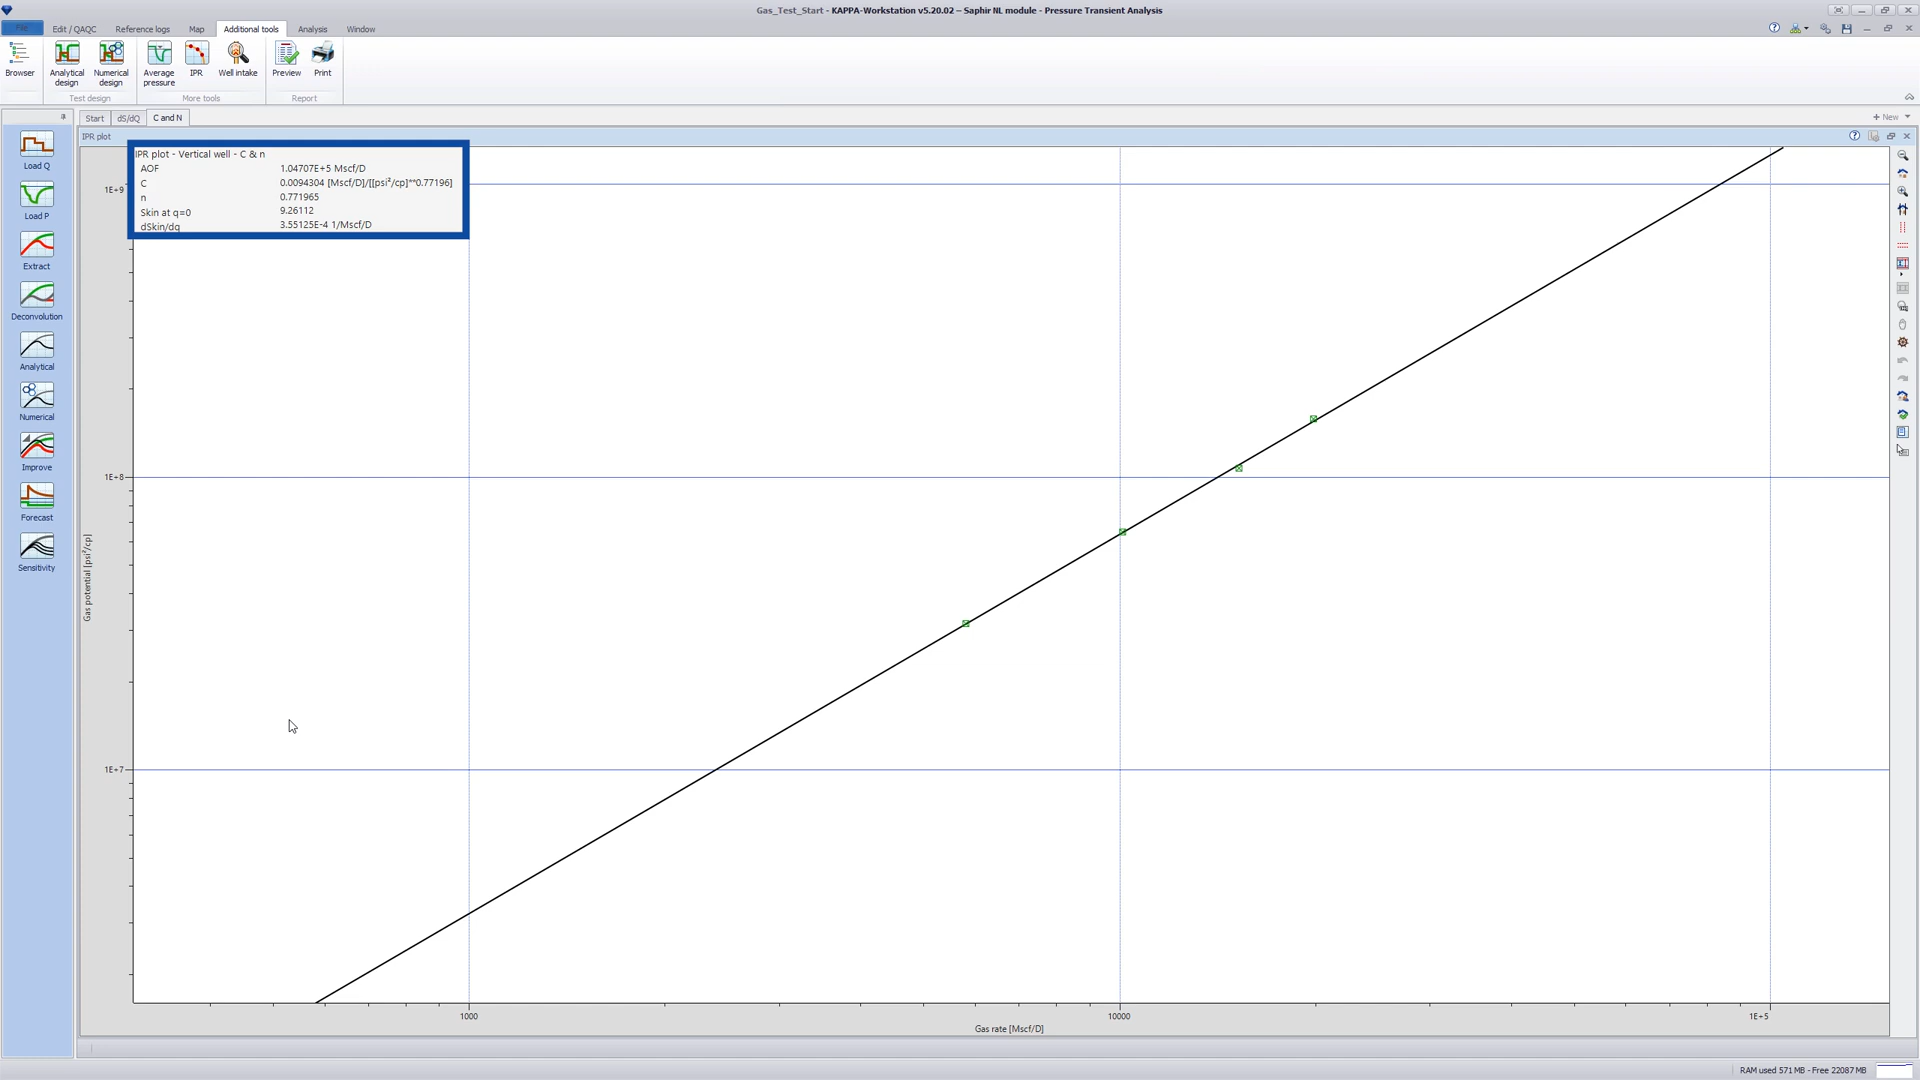 Gas_Test_Start - KAPPA-Workstation v5.20.02 – Saphir NL module - Pressure Transient Analysis
Edit / QAQC Reference logs Map Additional tools Analysis Window
Browser
Analytical design
Numerical design
Average pressure
IPR
Well intake
Preview
Print
Test design More tools Report
Start dS/dQ C and N
+ New
IPR plot
Load Q
Load P
Extract
Deconvolution
Analytical
Numerical
Improve
Forecast
Sensitivity
IPR plot - Vertical well - C & n
AOF 1.04707E+5 Mscf/D
C 0.0094304 [Mscf/D]/[[psi²/cp]**0.77196]
n 0.771965
Skin at q=0 9.26112
dSkin/dq 3.55125E-4 1/Mscf/D
1E+9
1E+8
1E+7
Gas potential [psi²/cp]
1000 10000 1E+5
Gas rate [Mscf/D]
RAM used 571 MB - Free 22087 MB